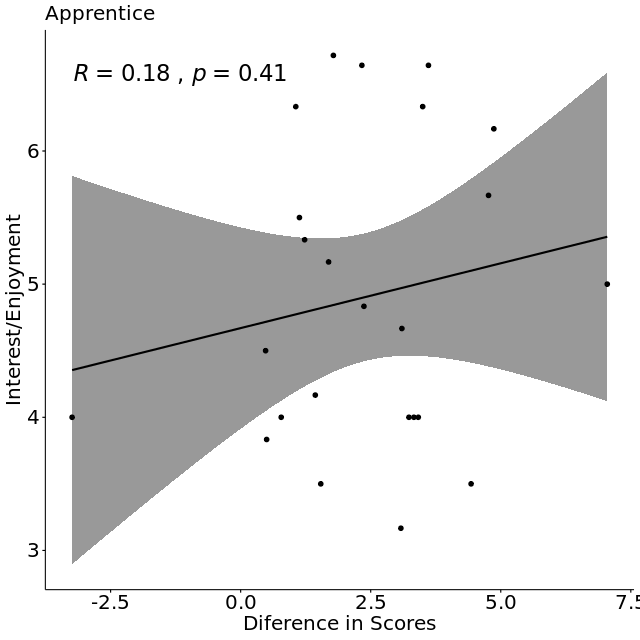 Apprentice
R = 0.18 , p = 0.41
6
5
4
3
Interest/Enjoyment
-2.5 0.0 2.5 5.0 7.5
Diference in Scores